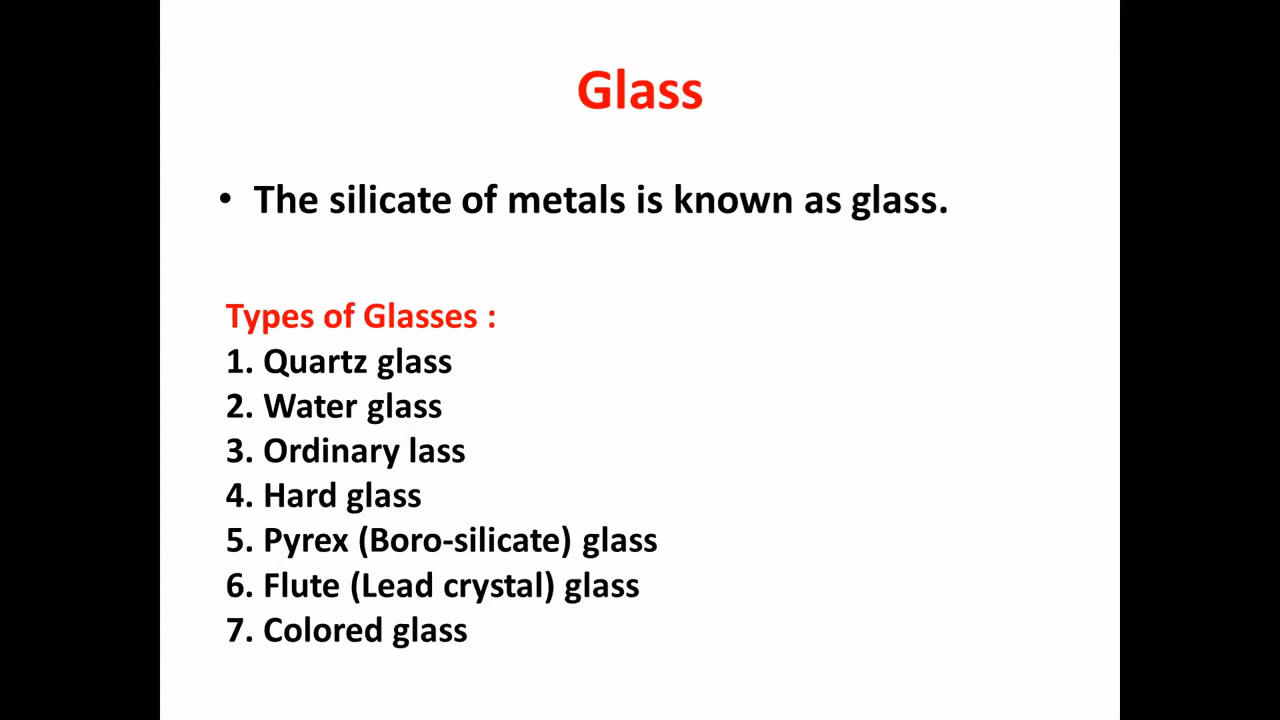 Glass
• The silicate of metals is known as glass.
Types of Glasses :
1. Quartz glass
2. Water glass
3. Ordinary lass
4. Hard glass
5. Pyrex (Boro-silicate) glass
6. Flute (Lead crystal) glass
7. Colored glass